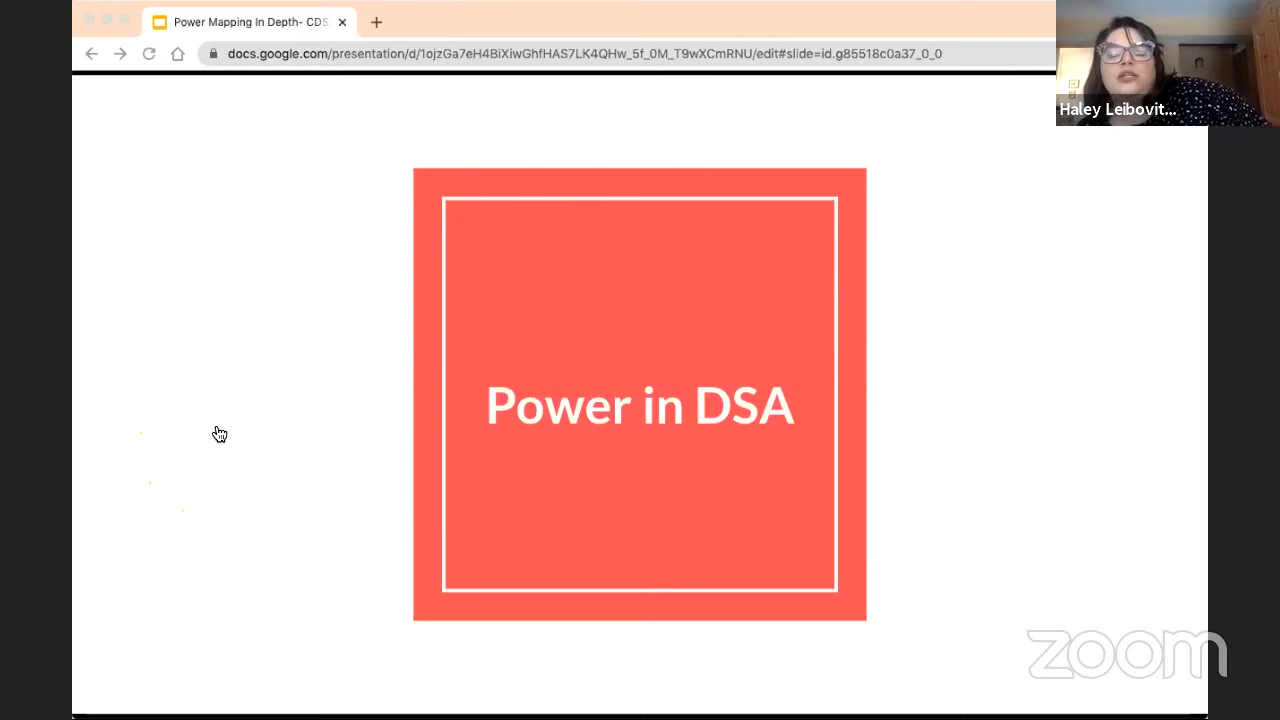 Power Mapping In Depth- CDS
docs.google.com/presentation/d/1ojzGa7eH4BiXiwGhfHAS7LK4QHw_5f_0M_T9wXCmRNU/edit#slide=id.g85518c0a37_0_0
Haley Leibovit...
Power in DSA
zoom